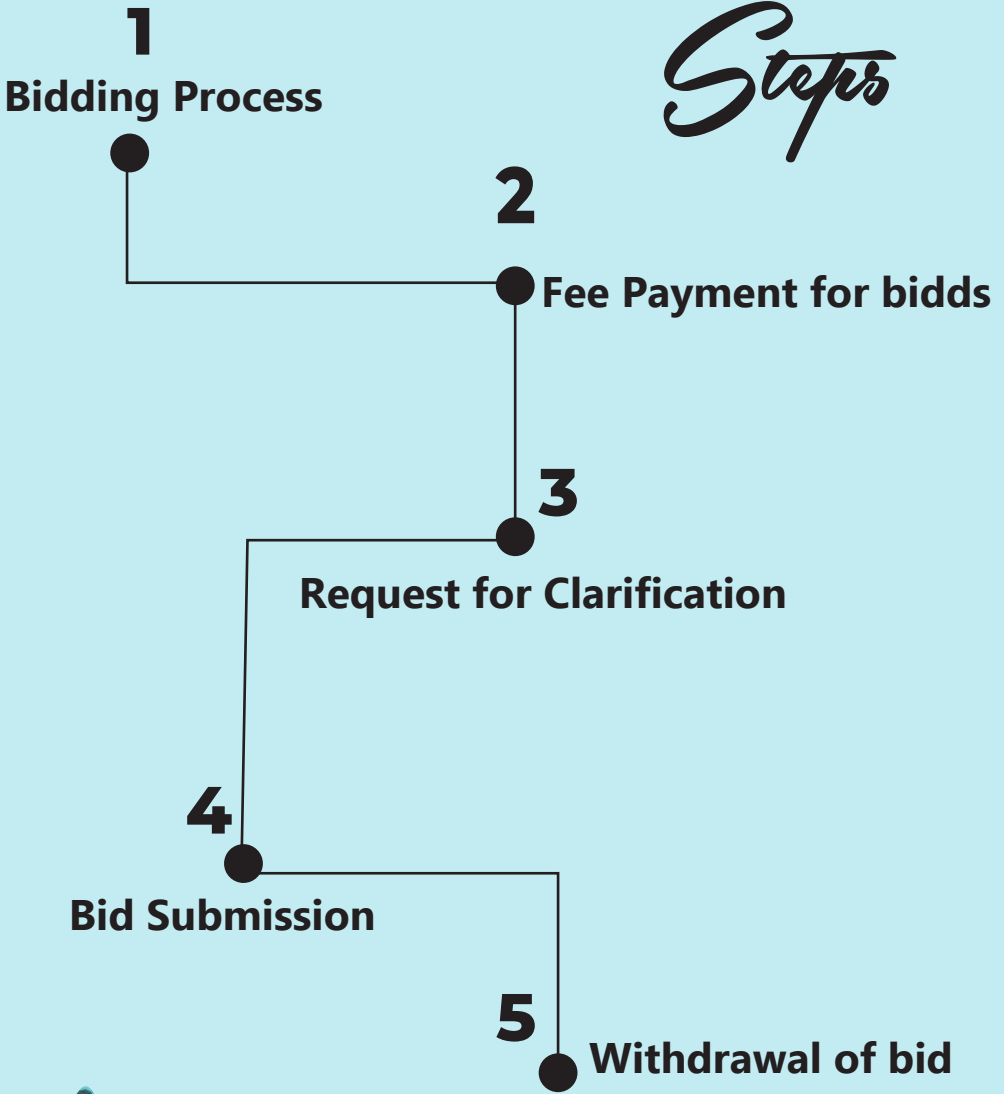 Steps
1
Bidding Process
2
Fee Payment for bidds
3
Request for Clarification
4
Bid Submission
5
Withdrawal of bid